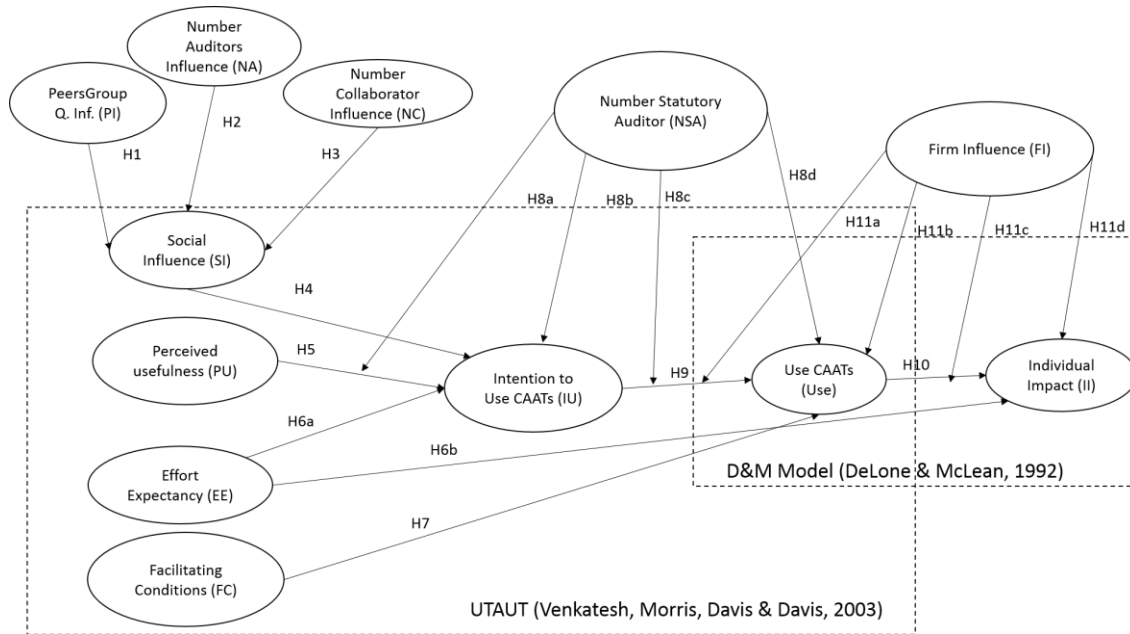 Number
Auditors
Influence (NA)
PeersGroup
Q. Inf. (PI)
Number
Collaborator
Influence (NC)
Number Statutory
Auditor (NSA)
Firm Influence (FI)
H1
H2
H3
H8a
H8b
H8c
H8d
H11a
H11b
H11c
H11d
Social
Influence (SI)
H4
Perceived
usefulness (PU)
H5
Intention to
Use CAATs (IU)
H9
Use CAATs
(Use)
H10
Individual
Impact (II)
H6a
H6b
Effort
Expectancy (EE)
D&M Model (DeLone & McLean, 1992)
H7
Facilitating
Conditions (FC)
UTAUT (Venkatesh, Morris, Davis & Davis, 2003)